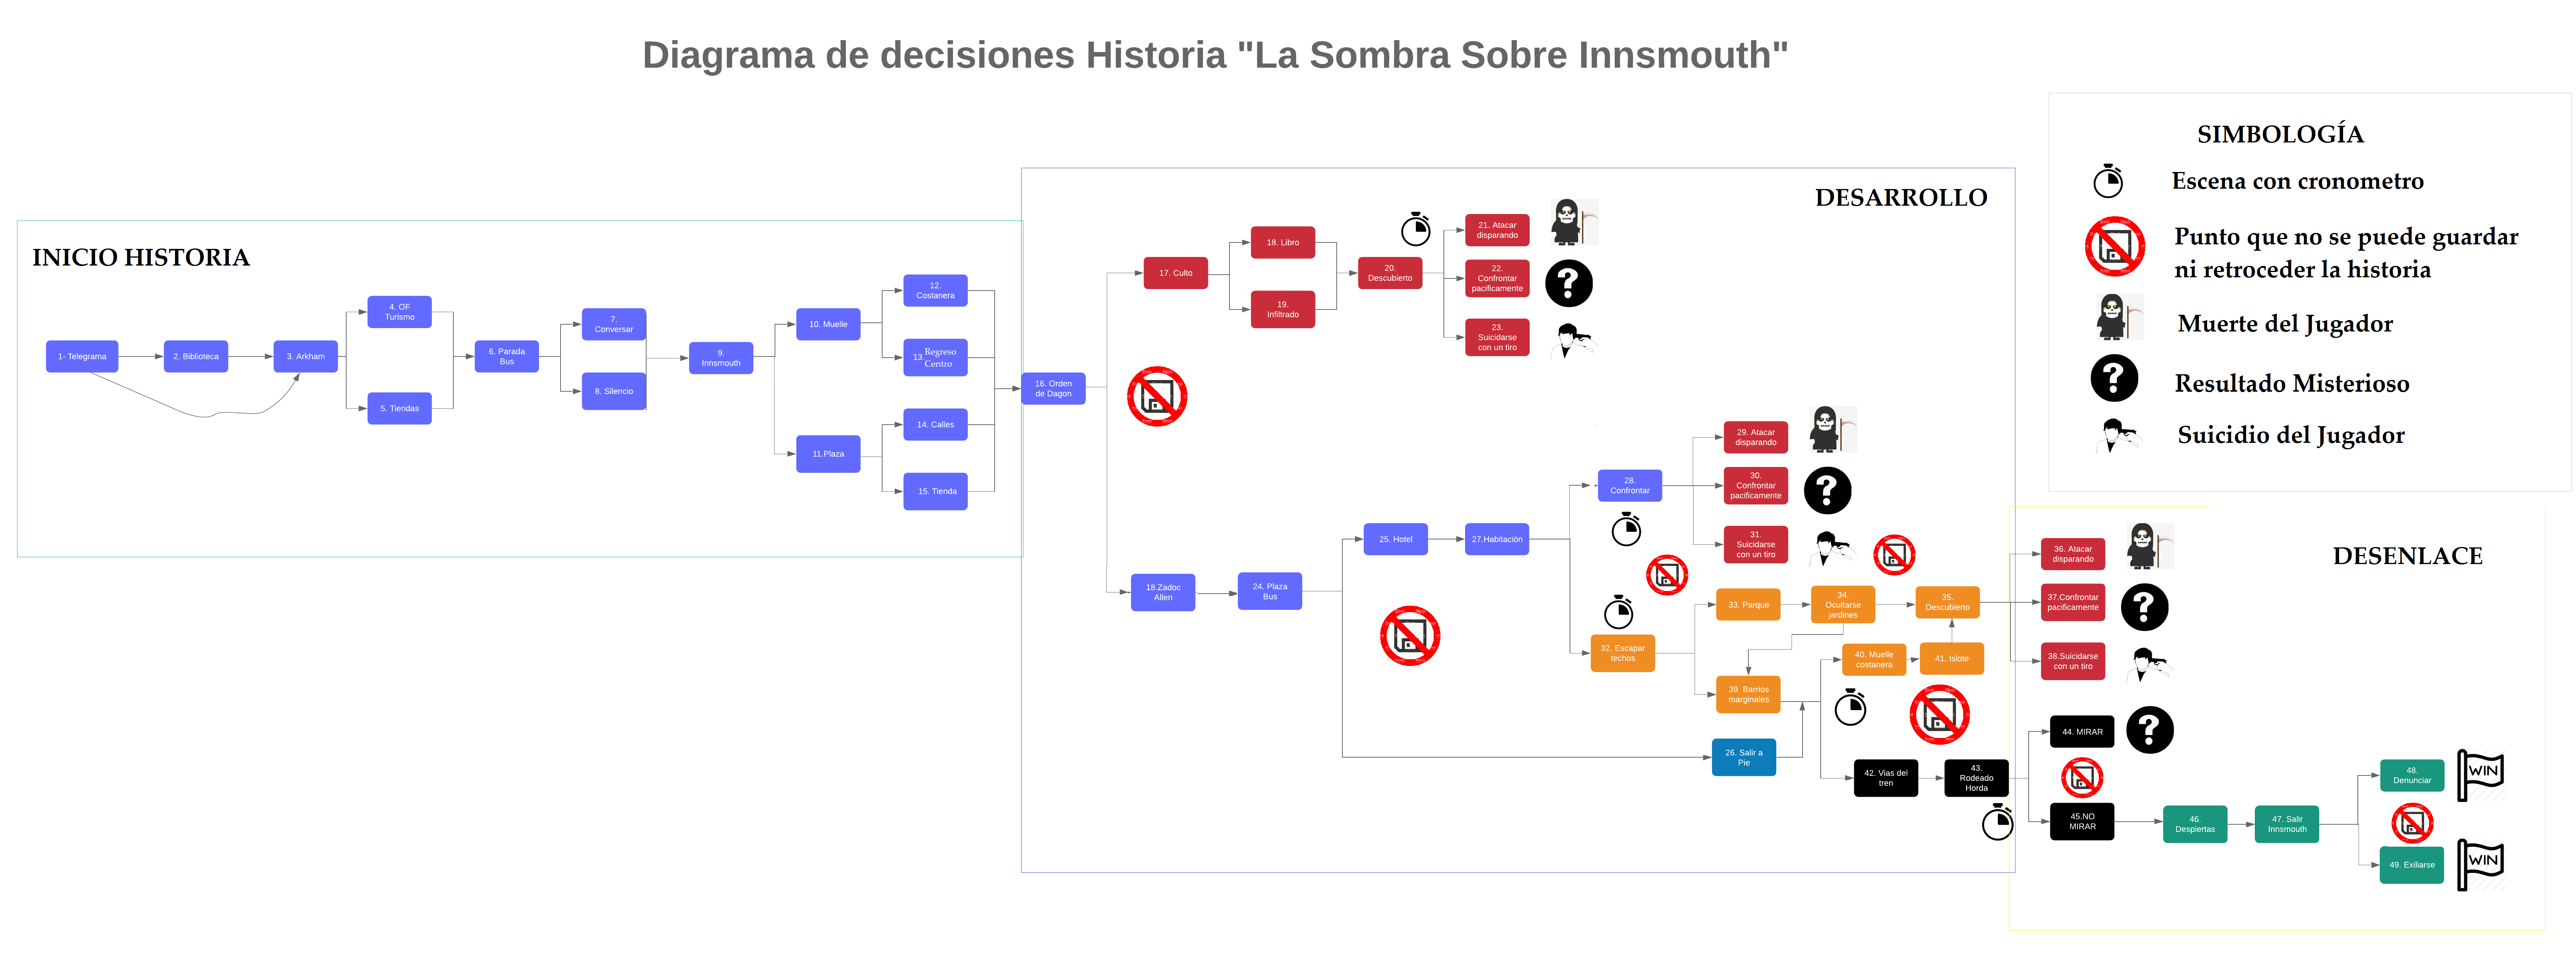 Diagrama de decisiones Historia "La Sombra Sobre Innsmouth"
SIMBOLOGÍA
Escena con cronometro
Punto que no se puede guardar
ni retroceder la historia
Muerte del Jugador
Resultado Misterioso
Suicidio del Jugador
INICIO HISTORIA
1- Telegrama
2. Biblioteca
3. Arkham
4. OF
Turismo
5. Tiendas
6. Parada
Bus
7.
Conversar
8. Silencio
9.
Innsmouth
10. Muelle
11.Plaza
12.
Costanera
13. Regreso
Centro
14. Calles
15. Tienda
DESARROLLO
16. Orden
de Dagon
17. Culto
18. Libro
19.
Infiltrado
20.
Descubierto
21. Atacar
disparando
22.
Confrontar
pacificamente
23.
Suicidarse
con un tiro
18.Zadoc
Allen
24. Plaza
Bus
25. Hotel
27.Habitación
28.
Confrontar
29. Atacar
disparando
30.
Confrontar
pacificamente
31.
Suicidarse
con un tiro
32. Escapar
techos
33. Parque
34.
Ocultarse
jardines
35.
Descubierto
39. Barrios
marginales
40. Muelle
costanera
41. Islote
26. Salir a
Pie
42. Vias del
tren
43.
Rodeado
Horda
DESENLACE
36. Atacar
disparando
37.Confrontar
pacificamente
38.Suicidarse
con un tiro
44. MIRAR
45.NO
MIRAR
46.
Despiertas
47. Salir
Innsmouth
48.
Denunciar
WIN
49. Exiliarse
WIN